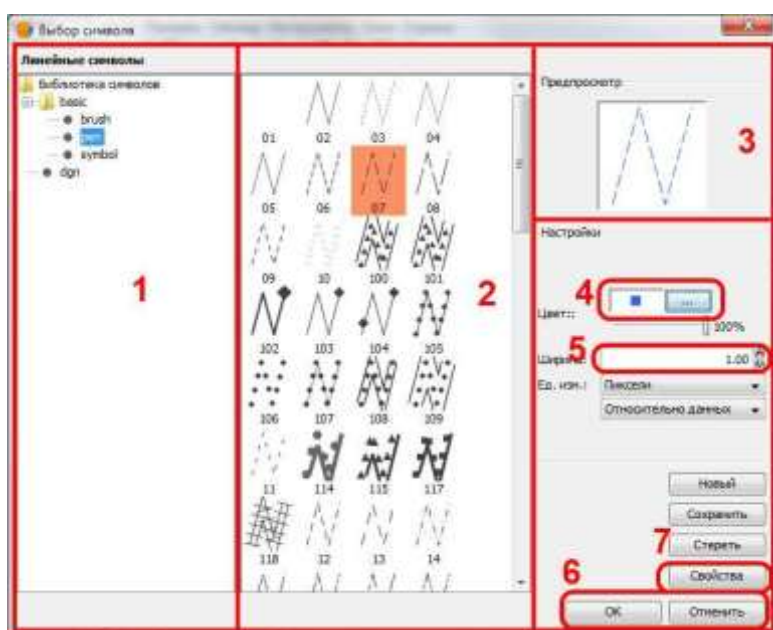 Выбор символа
Линейные символы
Библиотека символов
basic
brush
pen
symbol
dgn
1
01 02 03 04
05 06 07 08
09 10 100 101
102 103 104 105
106 107 108 109
11 114 115 117
118 12 13 14
2
Предпросмотр
3
Настройки
4
...
Цвет::
100%
5
Ширина:
1.00
Ед. изм.:
Пиксели
Относительно данных
Новый
Сохранить
7
Стереть
Свойства
6
OK
Отменить